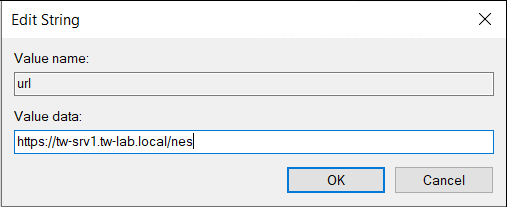 Edit String
Value name:
url
Value data:
https://tw-srv1.tw-lab.local/nes
OK
Cancel